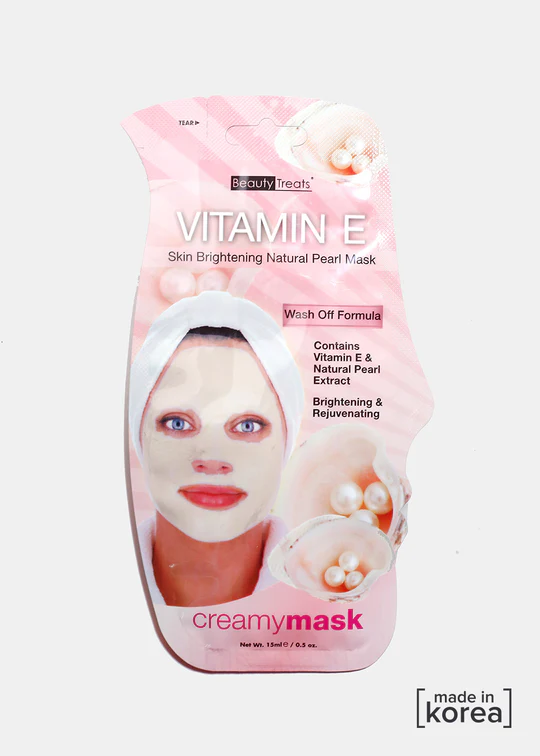 TEAR
Beauty Treats®
VITAMIN E
Skin Brightening Natural Pearl Mask
Wash Off Formula
Contains
Vitamin E &
Natural Pearl
Extract
Brightening &
Rejuvenating
creamymask
Net Wt. 15ml ℮ / 0.5 oz.
[made in
korea]